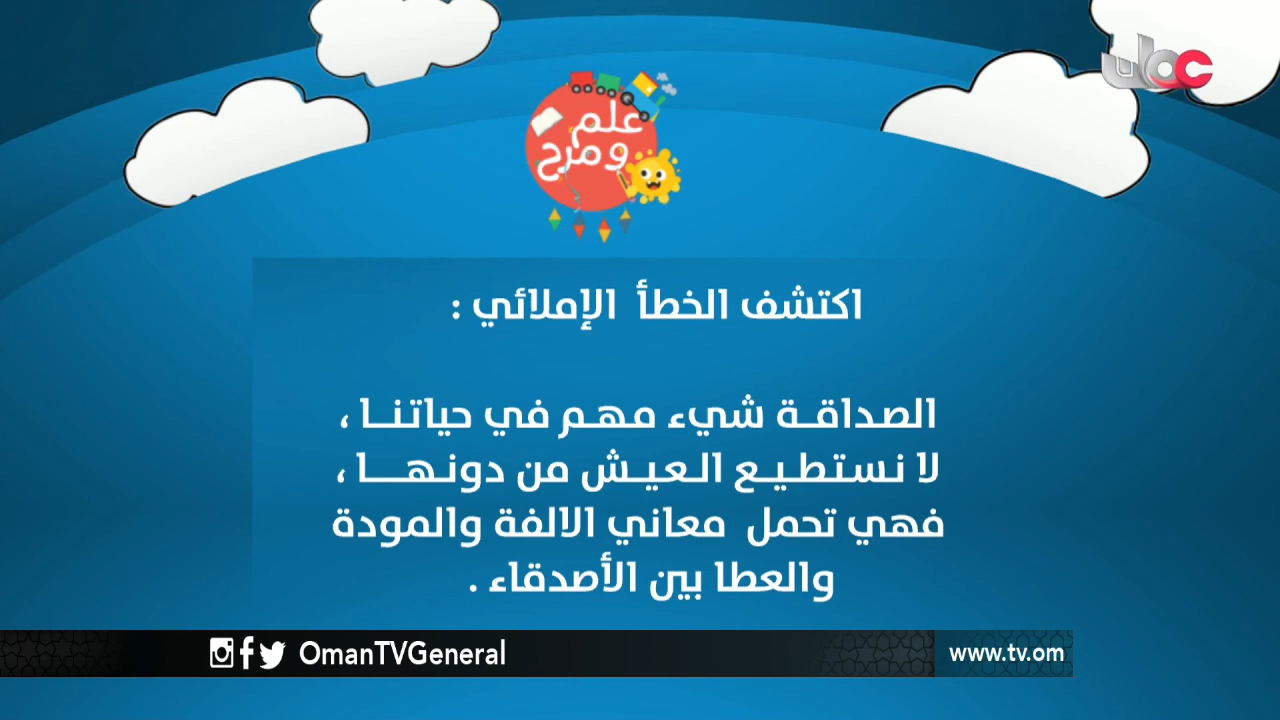 عمان
علم
ومرح
اكتشف الخطأ الإملائي :
الصداقة شيء مهم في حياتنا ،
لا نستطيع العيش من دونها ،
فهي تحمل معاني الالفة والمودة
والعطا بين الأصدقاء .
OmanTVGeneral
www.tv.om